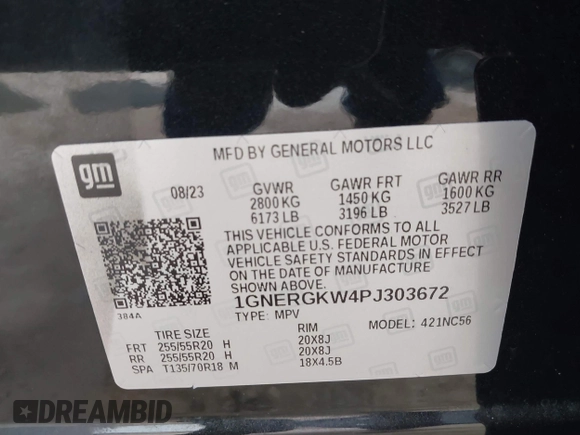 MFD BY GENERAL MOTORS LLC
gm
08/23
GVWR GAWR FRT GAWR RR
2800 KG 1450 KG 1600 KG
6173 LB 3196 LB 3527 LB
THIS VEHICLE CONFORMS TO ALL
APPLICABLE U.S. FEDERAL MOTOR
VEHICLE SAFETY STANDARDS IN EFFECT
ON THE DATE OF MANUFACTURE
SHOWN ABOVE.
384A
1GNERGKW4PJ303672
TYPE: MPV MODEL: 421NC56
TIRE SIZE RIM
FRT 255/55R20 H 20X8J
RR 255/55R20 H 20X8J
SPA T135/70R18 M 18X4.5B
DREAMBID